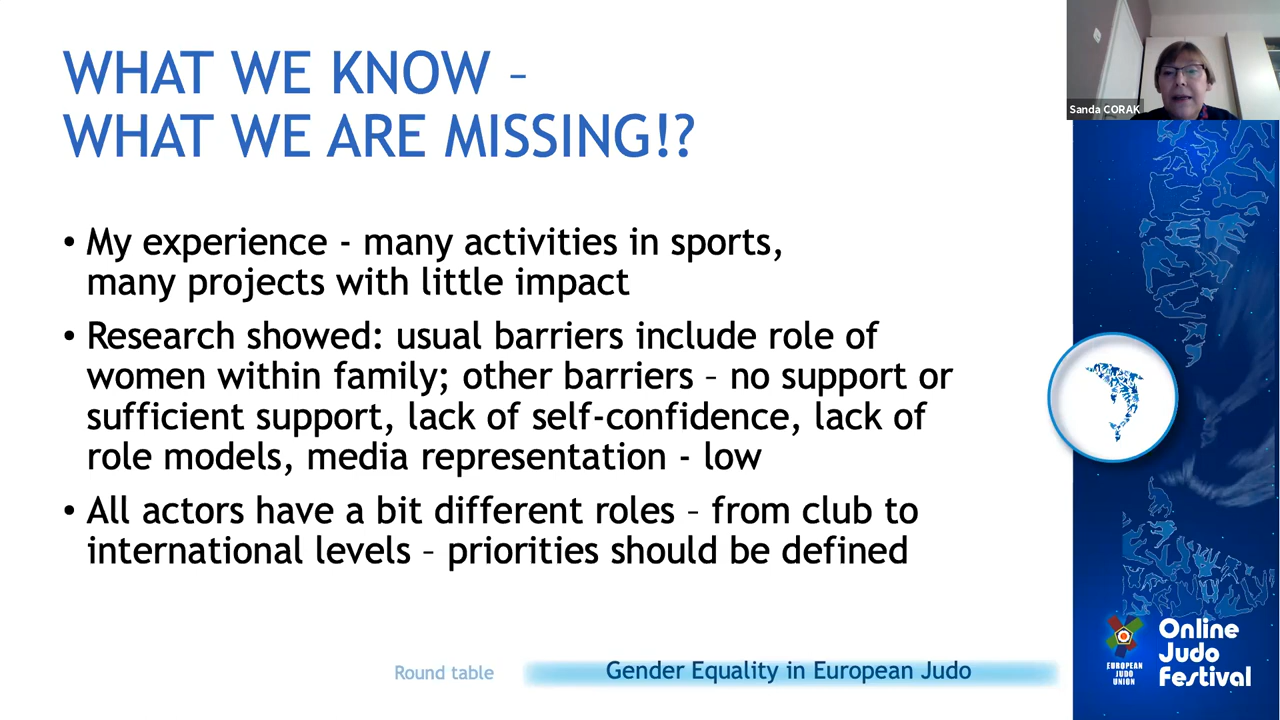 WHAT WE KNOW –
WHAT WE ARE MISSING!?
Sanda CORAK
• My experience - many activities in sports,
many projects with little impact
• Research showed: usual barriers include role of
women within family; other barriers – no support or
sufficient support, lack of self-confidence, lack of
role models, media representation - low
• All actors have a bit different roles – from club to
international levels – priorities should be defined
Round table
Gender Equality in European Judo
EUROPEAN
JUDO
UNION
Online
Judo
Festival